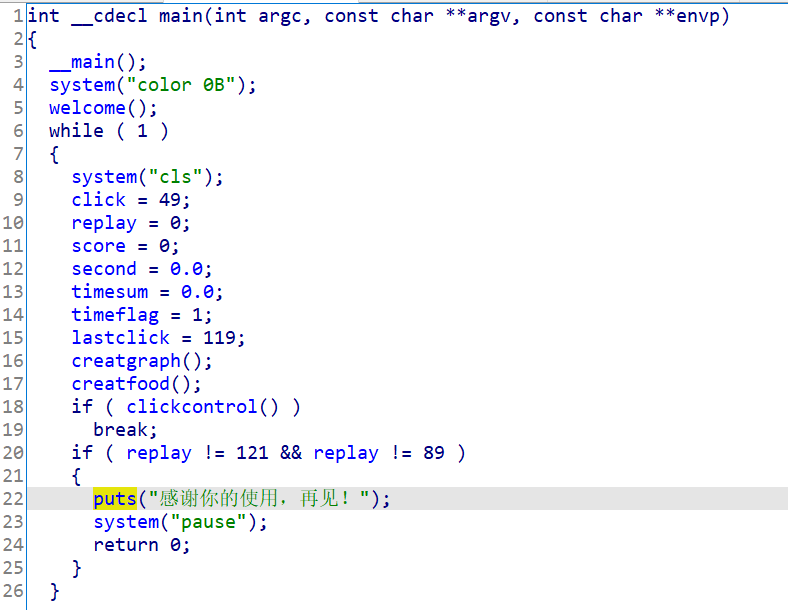 1 int __cdecl main(int argc, const char **argv, const char **envp)
2 {
3   __main();
4   system("color 0B");
5   welcome();
6   while ( 1 )
7   {
8     system("cls");
9     click = 49;
10     replay = 0;
11     score = 0;
12     second = 0.0;
13     timesum = 0.0;
14     timeflag = 1;
15     lastclick = 119;
16     creatgraph();
17     creatfood();
18     if ( clickcontrol() )
19       break;
20     if ( replay != 121 && replay != 89 )
21     {
22       puts("感谢你的使用，再见！");
23       system("pause");
24       return 0;
25     }
26   }